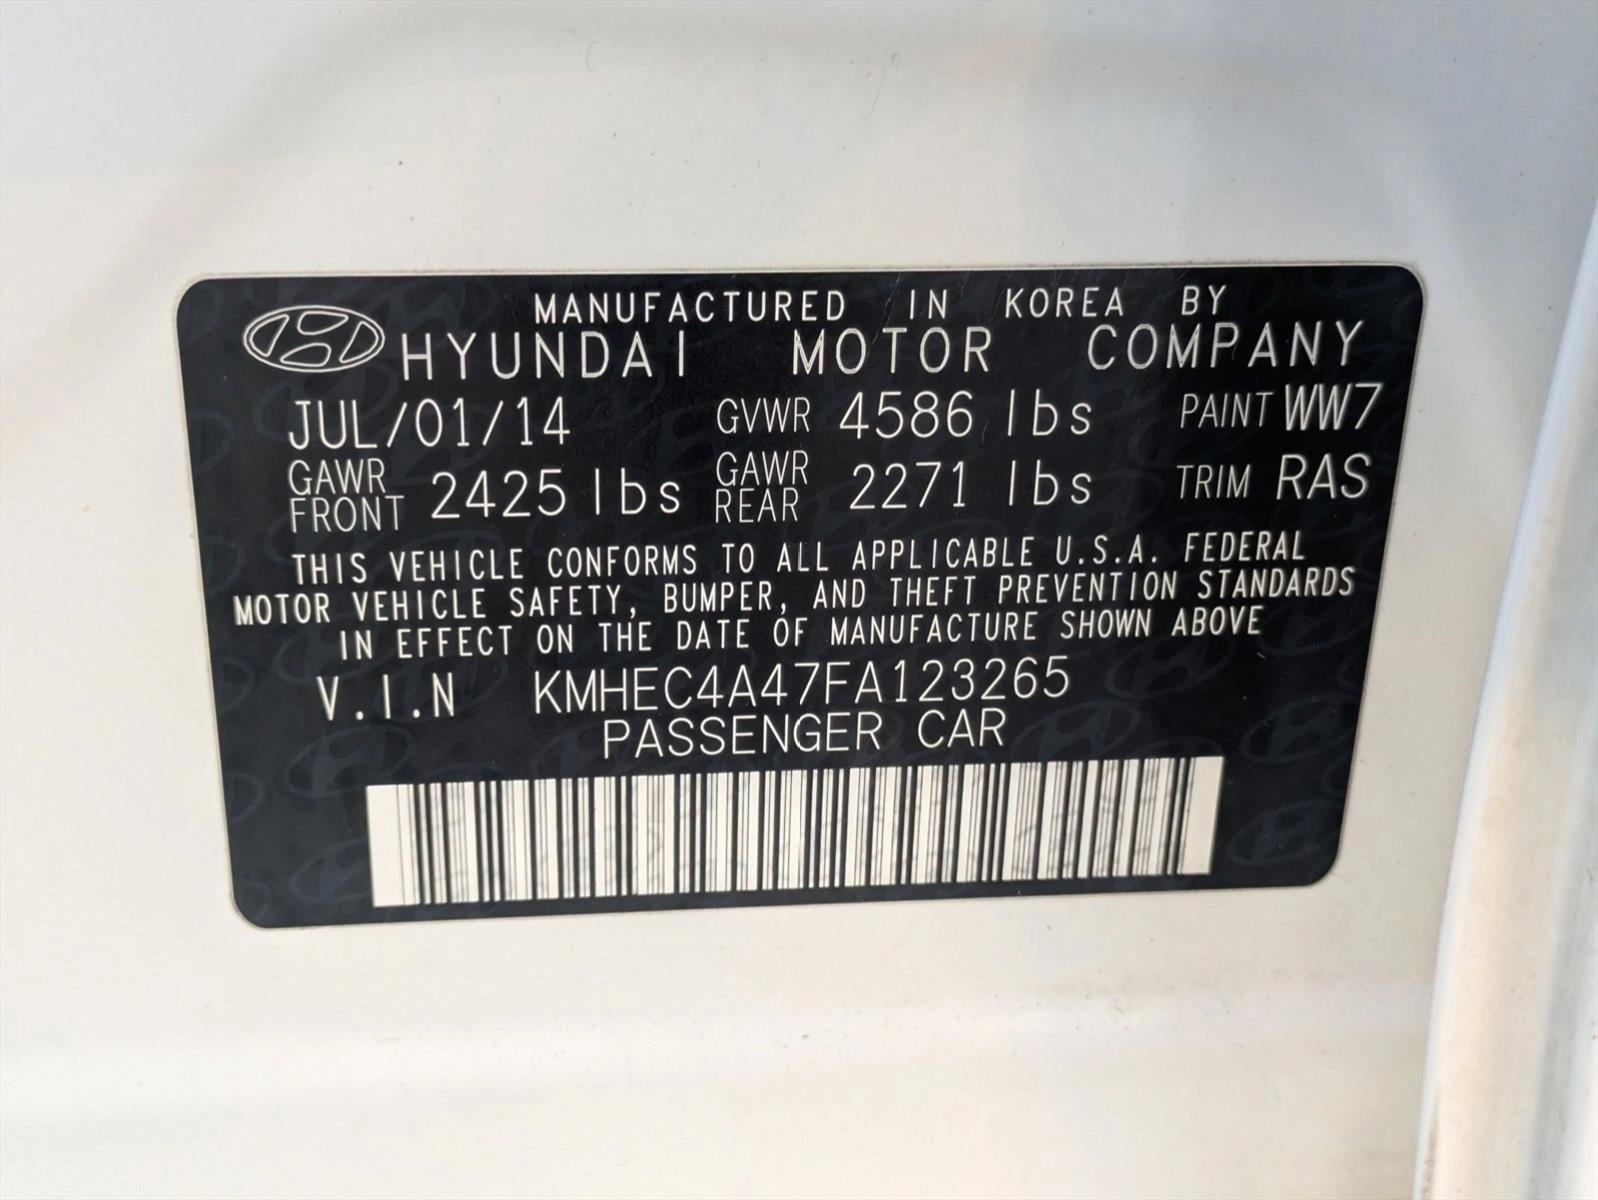 MANUFACTURED IN KOREA BY
HYUNDAI MOTOR COMPANY
JUL/01/14 GVWR 4586 lbs PAINT WW7
GAWR FRONT 2425 lbs GAWR REAR 2271 lbs TRIM RAS
THIS VEHICLE CONFORMS TO ALL APPLICABLE U.S.A. FEDERAL
MOTOR VEHICLE SAFETY, BUMPER, AND THEFT PREVENTION STANDARDS
IN EFFECT ON THE DATE OF MANUFACTURE SHOWN ABOVE
V.I.N KMHEC4A47FA123265
PASSENGER CAR